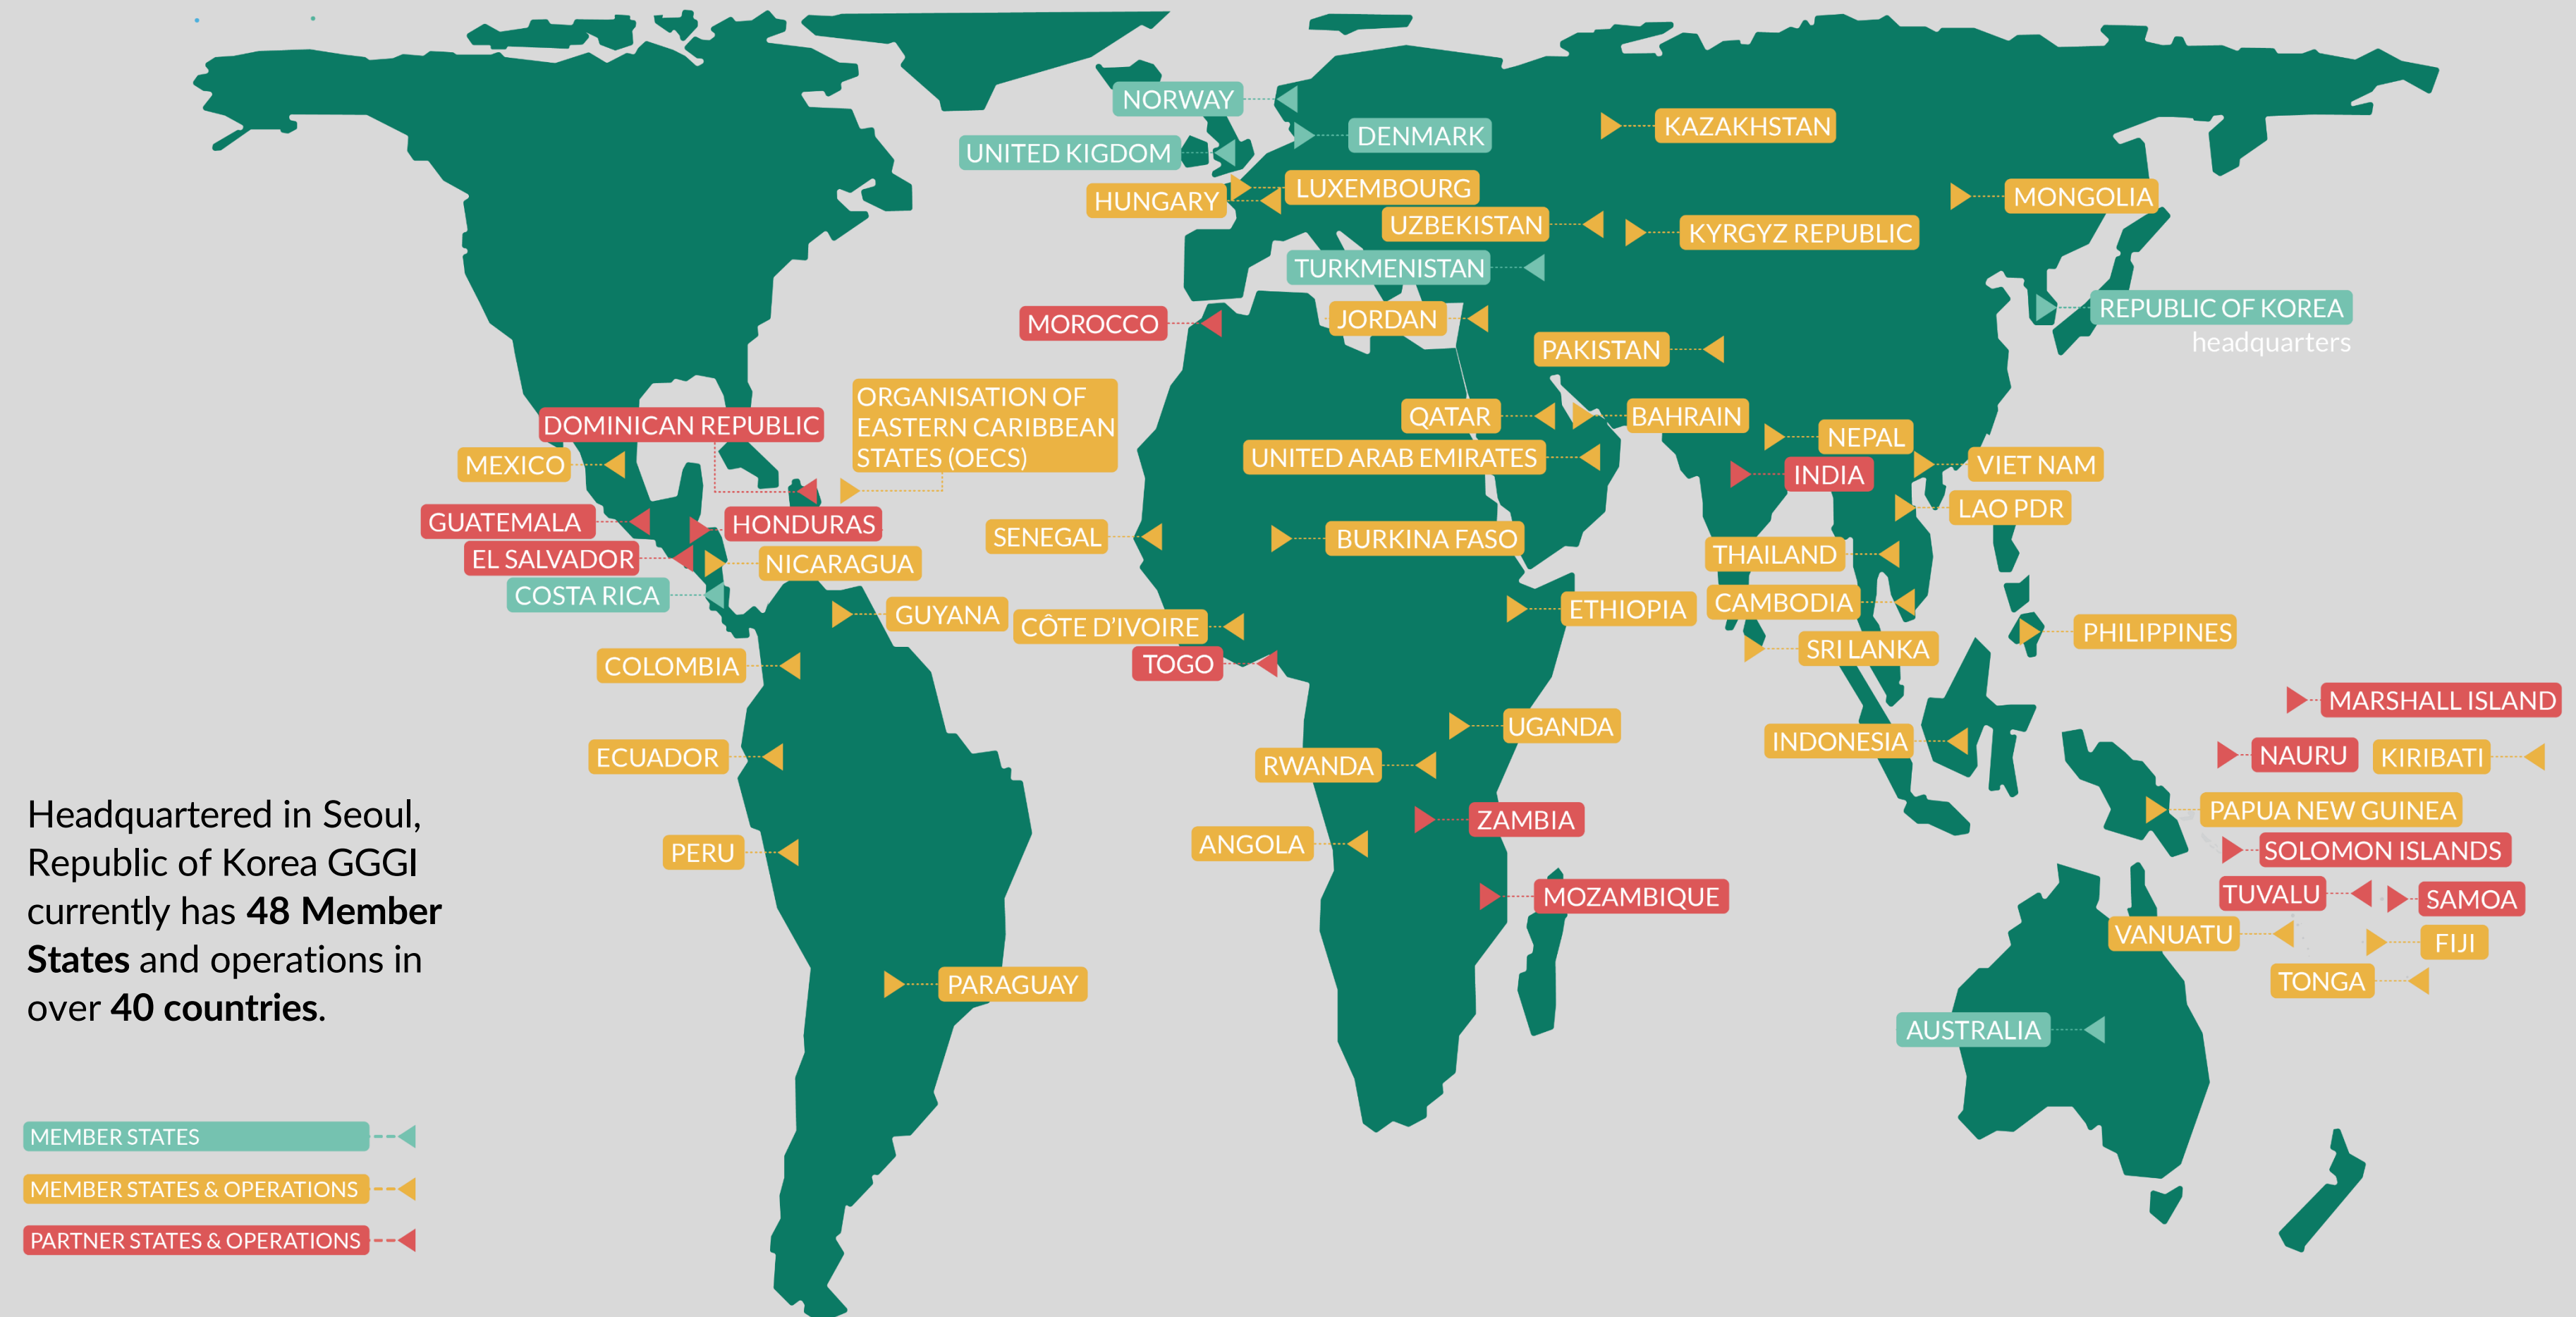 NORWAY
DENMARK
KAZAKHSTAN
UNITED KIGDOM
LUXEMBOURG
HUNGARY
MONGOLIA
UZBEKISTAN
KYRGYZ REPUBLIC
TURKMENISTAN
REPUBLIC OF KOREA
headquarters
MOROCCO
JORDAN
PAKISTAN
ORGANISATION OF
EASTERN CARIBBEAN
STATES (OECS)
DOMINICAN REPUBLIC
QATAR
BAHRAIN
NEPAL
MEXICO
UNITED ARAB EMIRATES
INDIA
VIET NAM
LAO PDR
GUATEMALA
HONDURAS
SENEGAL
BURKINA FASO
EL SALVADOR
NICARAGUA
THAILAND
COSTA RICA
GUYANA
CÔTE D’IVOIRE
ETHIOPIA
CAMBODIA
PHILIPPINES
COLOMBIA
TOGO
SRI LANKA
MARSHALL ISLAND
UGANDA
INDONESIA
ECUADOR
RWANDA
NAURU
KIRIBATI
ZAMBIA
PAPUA NEW GUINEA
PERU
ANGOLA
SOLOMON ISLANDS
MOZAMBIQUE
TUVALU
SAMOA
VANUATU
FIJI
PARAGUAY
TONGA
AUSTRALIA
Headquartered in Seoul,
Republic of Korea GGGI
currently has 48 Member
States and operations in
over 40 countries.
MEMBER STATES
MEMBER STATES & OPERATIONS
PARTNER STATES & OPERATIONS